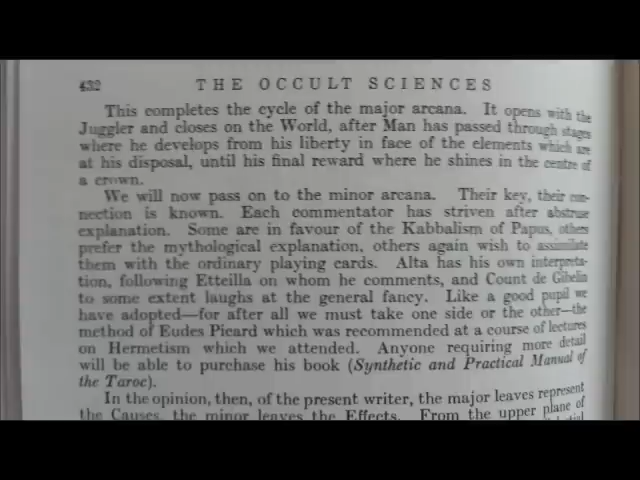 432 THE OCCULT SCIENCES
This completes the cycle of the major arcana. It opens with the
Juggler and closes on the World, after Man has passed through stages
where he develops from his liberty in face of the elements which are
at his disposal, until his final reward where he shines in the centre of
a crown.
We will now pass on to the minor arcana. Their key, their con-
nection is known. Each commentator has striven after abstruse
explanation. Some are in favour of the Kabbalism of Papus, others
prefer the mythological explanation, others again wish to assimilate
them with the ordinary playing cards. Alta has his own interpreta-
tion, following Etteilla on whom he comments, and Count de Gibelin
to some extent laughs at the general fancy. Like a good pupil we
have adopted—for after all we must take one side or the other—the
method of Eudes Picard which was recommended at a course of lectures
on Hermetism which we attended. Anyone requiring more detail
will be able to purchase his book (Synthetic and Practical Manual of
the Taroc).
In the opinion, then, of the present writer, the major leaves represent
the Causes, the minor leaves the Effects. From the upper plane of